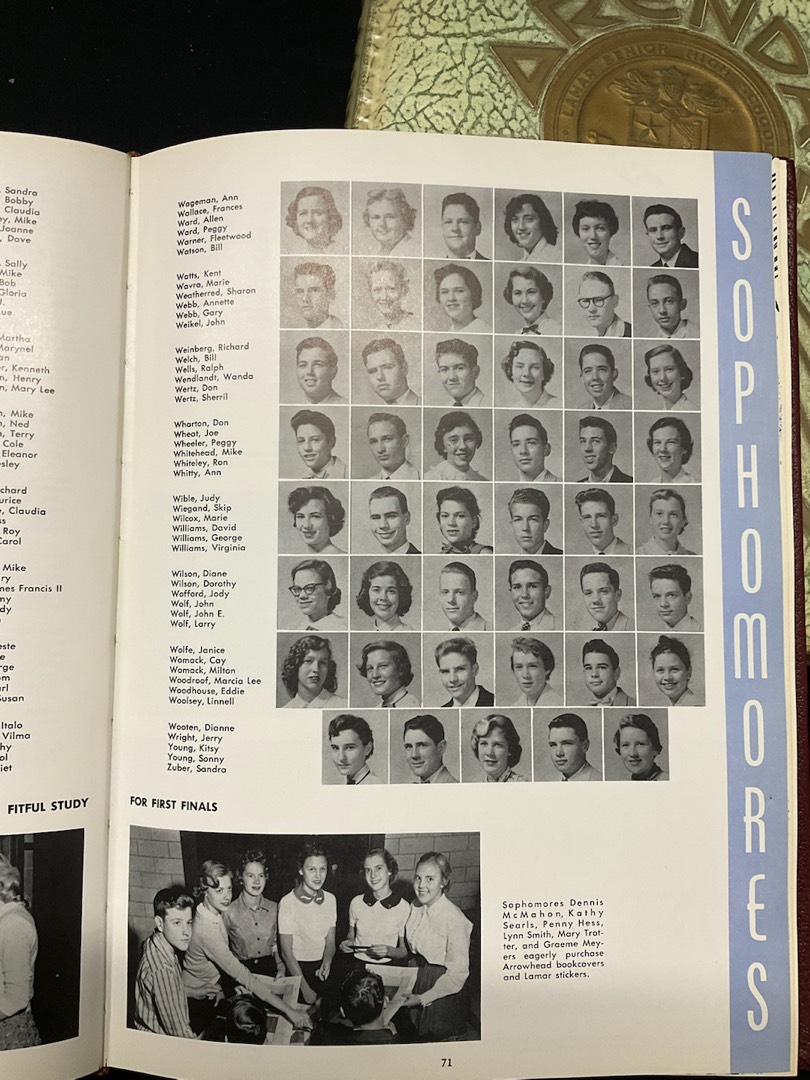 LAMAR SENIOR HIGH SCHOOL
Sandra
Bobby
Claudia
Mike
Joanne
Dave
Sally
Mike
Bob
Gloria
J.
Martha
Marynel
Kenneth
Henry
Mary Lee
Mike
Ned
Terry
Cole
Eleanor
Claudia
Roy
Carol
Mike
James Francis II
Susan
Italo
Vilma
FITFUL STUDY
Wageman, Ann
Wallace, Frances
Ward, Allen
Ward, Peggy
Warner, Fleetwood
Watson, Bill
Watts, Kent
Wavra, Marie
Weatherred, Sharon
Webb, Annette
Webb, Gary
Weikel, John
Weinberg, Richard
Welch, Bill
Wells, Ralph
Wendlandt, Wanda
Wertz, Don
Wertz, Sherril
Wharton, Don
Wheat, Joe
Wheeler, Peggy
Whitehead, Mike
Whiteley, Ron
Whitty, Ann
Wible, Judy
Wiegand, Skip
Wilcox, Marie
Williams, David
Williams, George
Williams, Virginia
Wilson, Diane
Wilson, Dorothy
Wofford, Jody
Wolf, John
Wolf, John E.
Wolf, Larry
Wolfe, Janice
Womack, Cay
Womack, Milton
Woodroof, Marcia Lee
Woodhouse, Eddie
Woolsey, Linnell
Wooten, Dianne
Wright, Jerry
Young, Kitsy
Young, Sonny
Zuber, Sandra
FOR FIRST FINALS
Sophomores Dennis
McMahon, Kathy
Searls, Penny Hess,
Lynn Smith, Mary Trot-
ter, and Graeme Mey-
ers eagerly purchase
Arrowhead bookcovers
and Lamar stickers.
71
SOPHOMORES